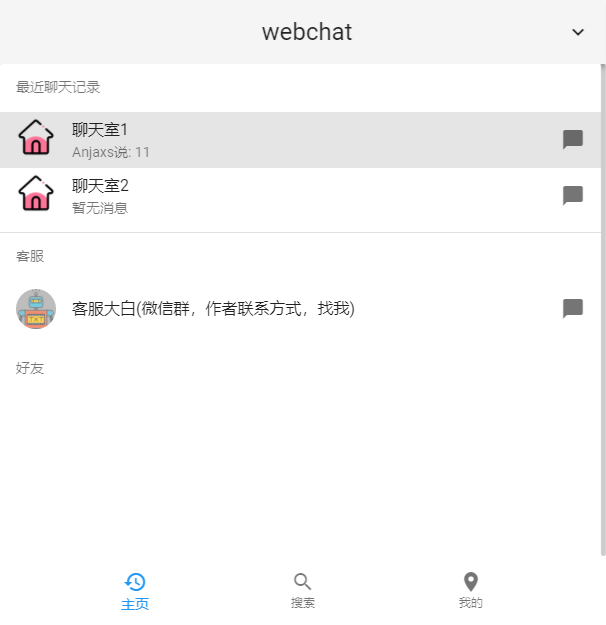 webchat
最近聊天记录
聊天室1
Anjaxs说: 11
聊天室2
暂无消息
客服
客服大白(微信群，作者联系方式，找我)
好友
主页
搜索
我的